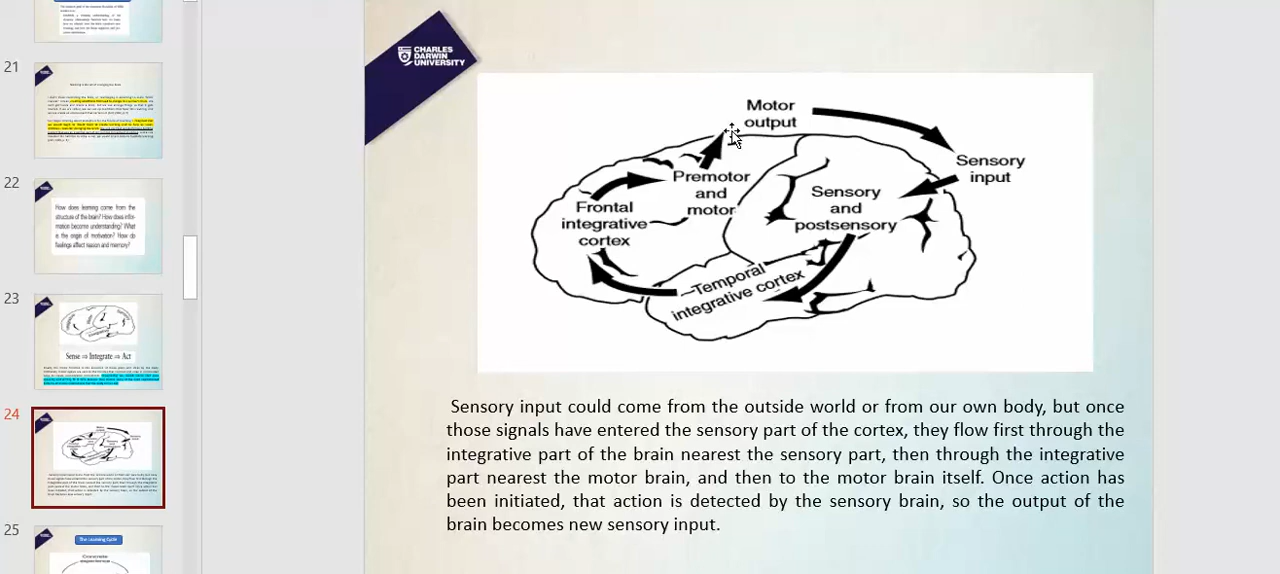 21
22
How does learning come from the
structure of the brain? How does infor-
mation become understanding? What
is the origin of motivation? How do
feelings affect reason and memory?
23
Sense ⇒ Integrate ⇒ Act
24
25
The Learning Cycle
CHARLES
DARWIN
UNIVERSITY
Motor
output
Sensory
input
Premotor
and
motor
Sensory
and
postsensory
Frontal
integrative
cortex
Temporal
integrative cortex
Sensory input could come from the outside world or from our own body, but once
those signals have entered the sensory part of the cortex, they flow first through the
integrative part of the brain nearest the sensory part, then through the integrative
part nearest the motor brain, and then to the motor brain itself. Once action has
been initiated, that action is detected by the sensory brain, so the output of the
brain becomes new sensory input.